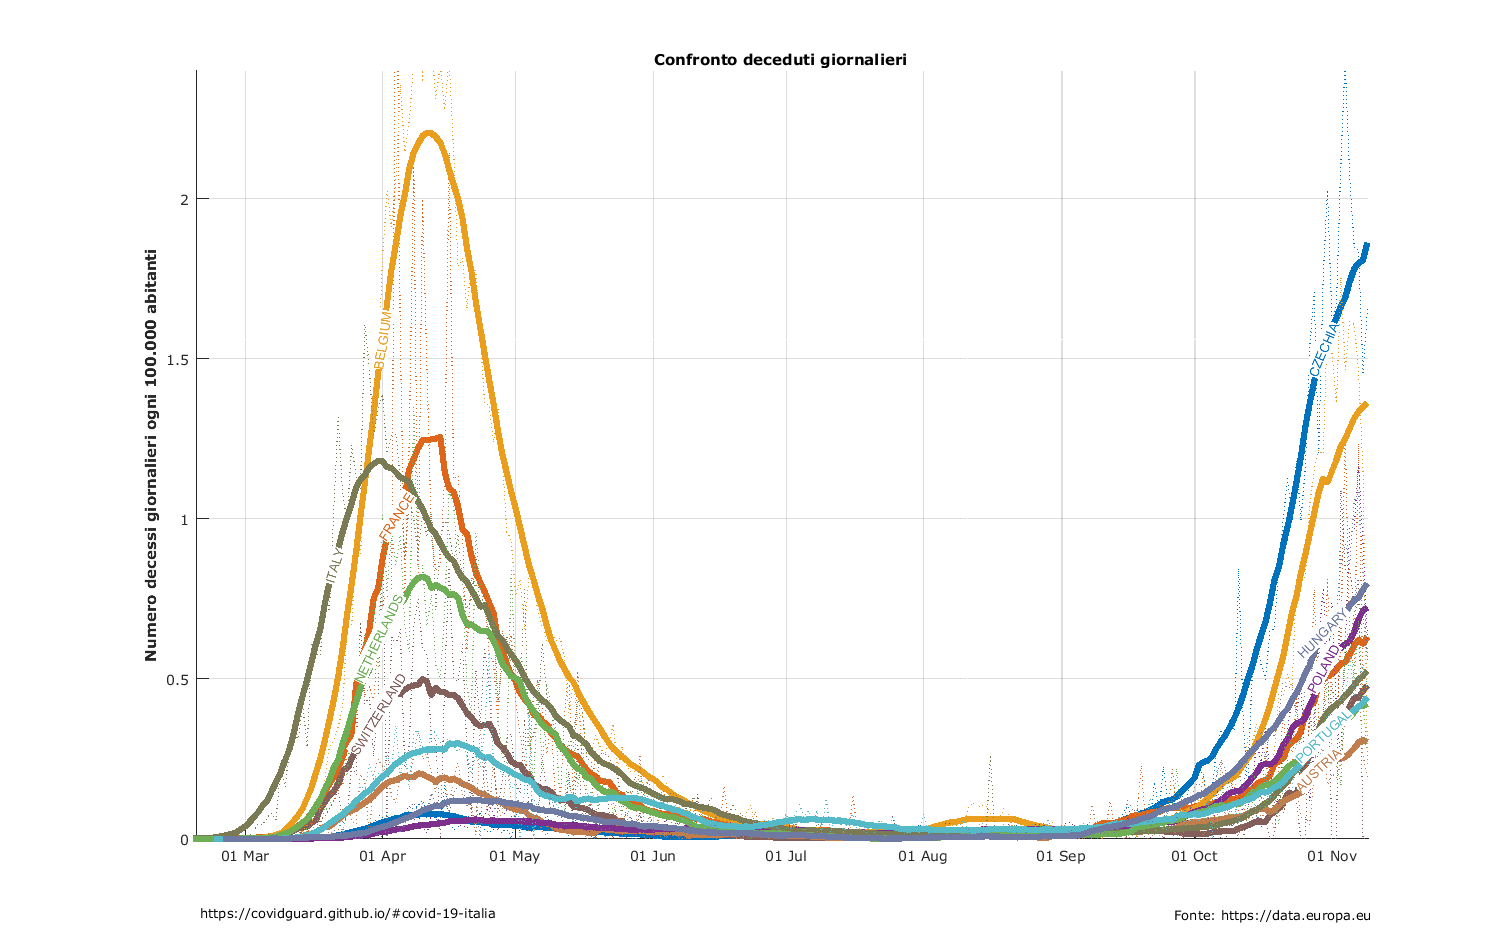 Confronto deceduti giornalieri
Numero decessi giornalieri ogni 100.000 abitanti
2
1.5
1
0.5
0
BELGIUM
ITALY
FRANCE
NETHERLANDS
SWITZERLAND
CZECHIA
HUNGARY
POLAND
PORTUGAL
AUSTRIA
01 Mar
01 Apr
01 May
01 Jun
01 Jul
01 Aug
01 Sep
01 Oct
01 Nov
https://covidguard.github.io/#covid-19-italia
Fonte: https://data.europa.eu